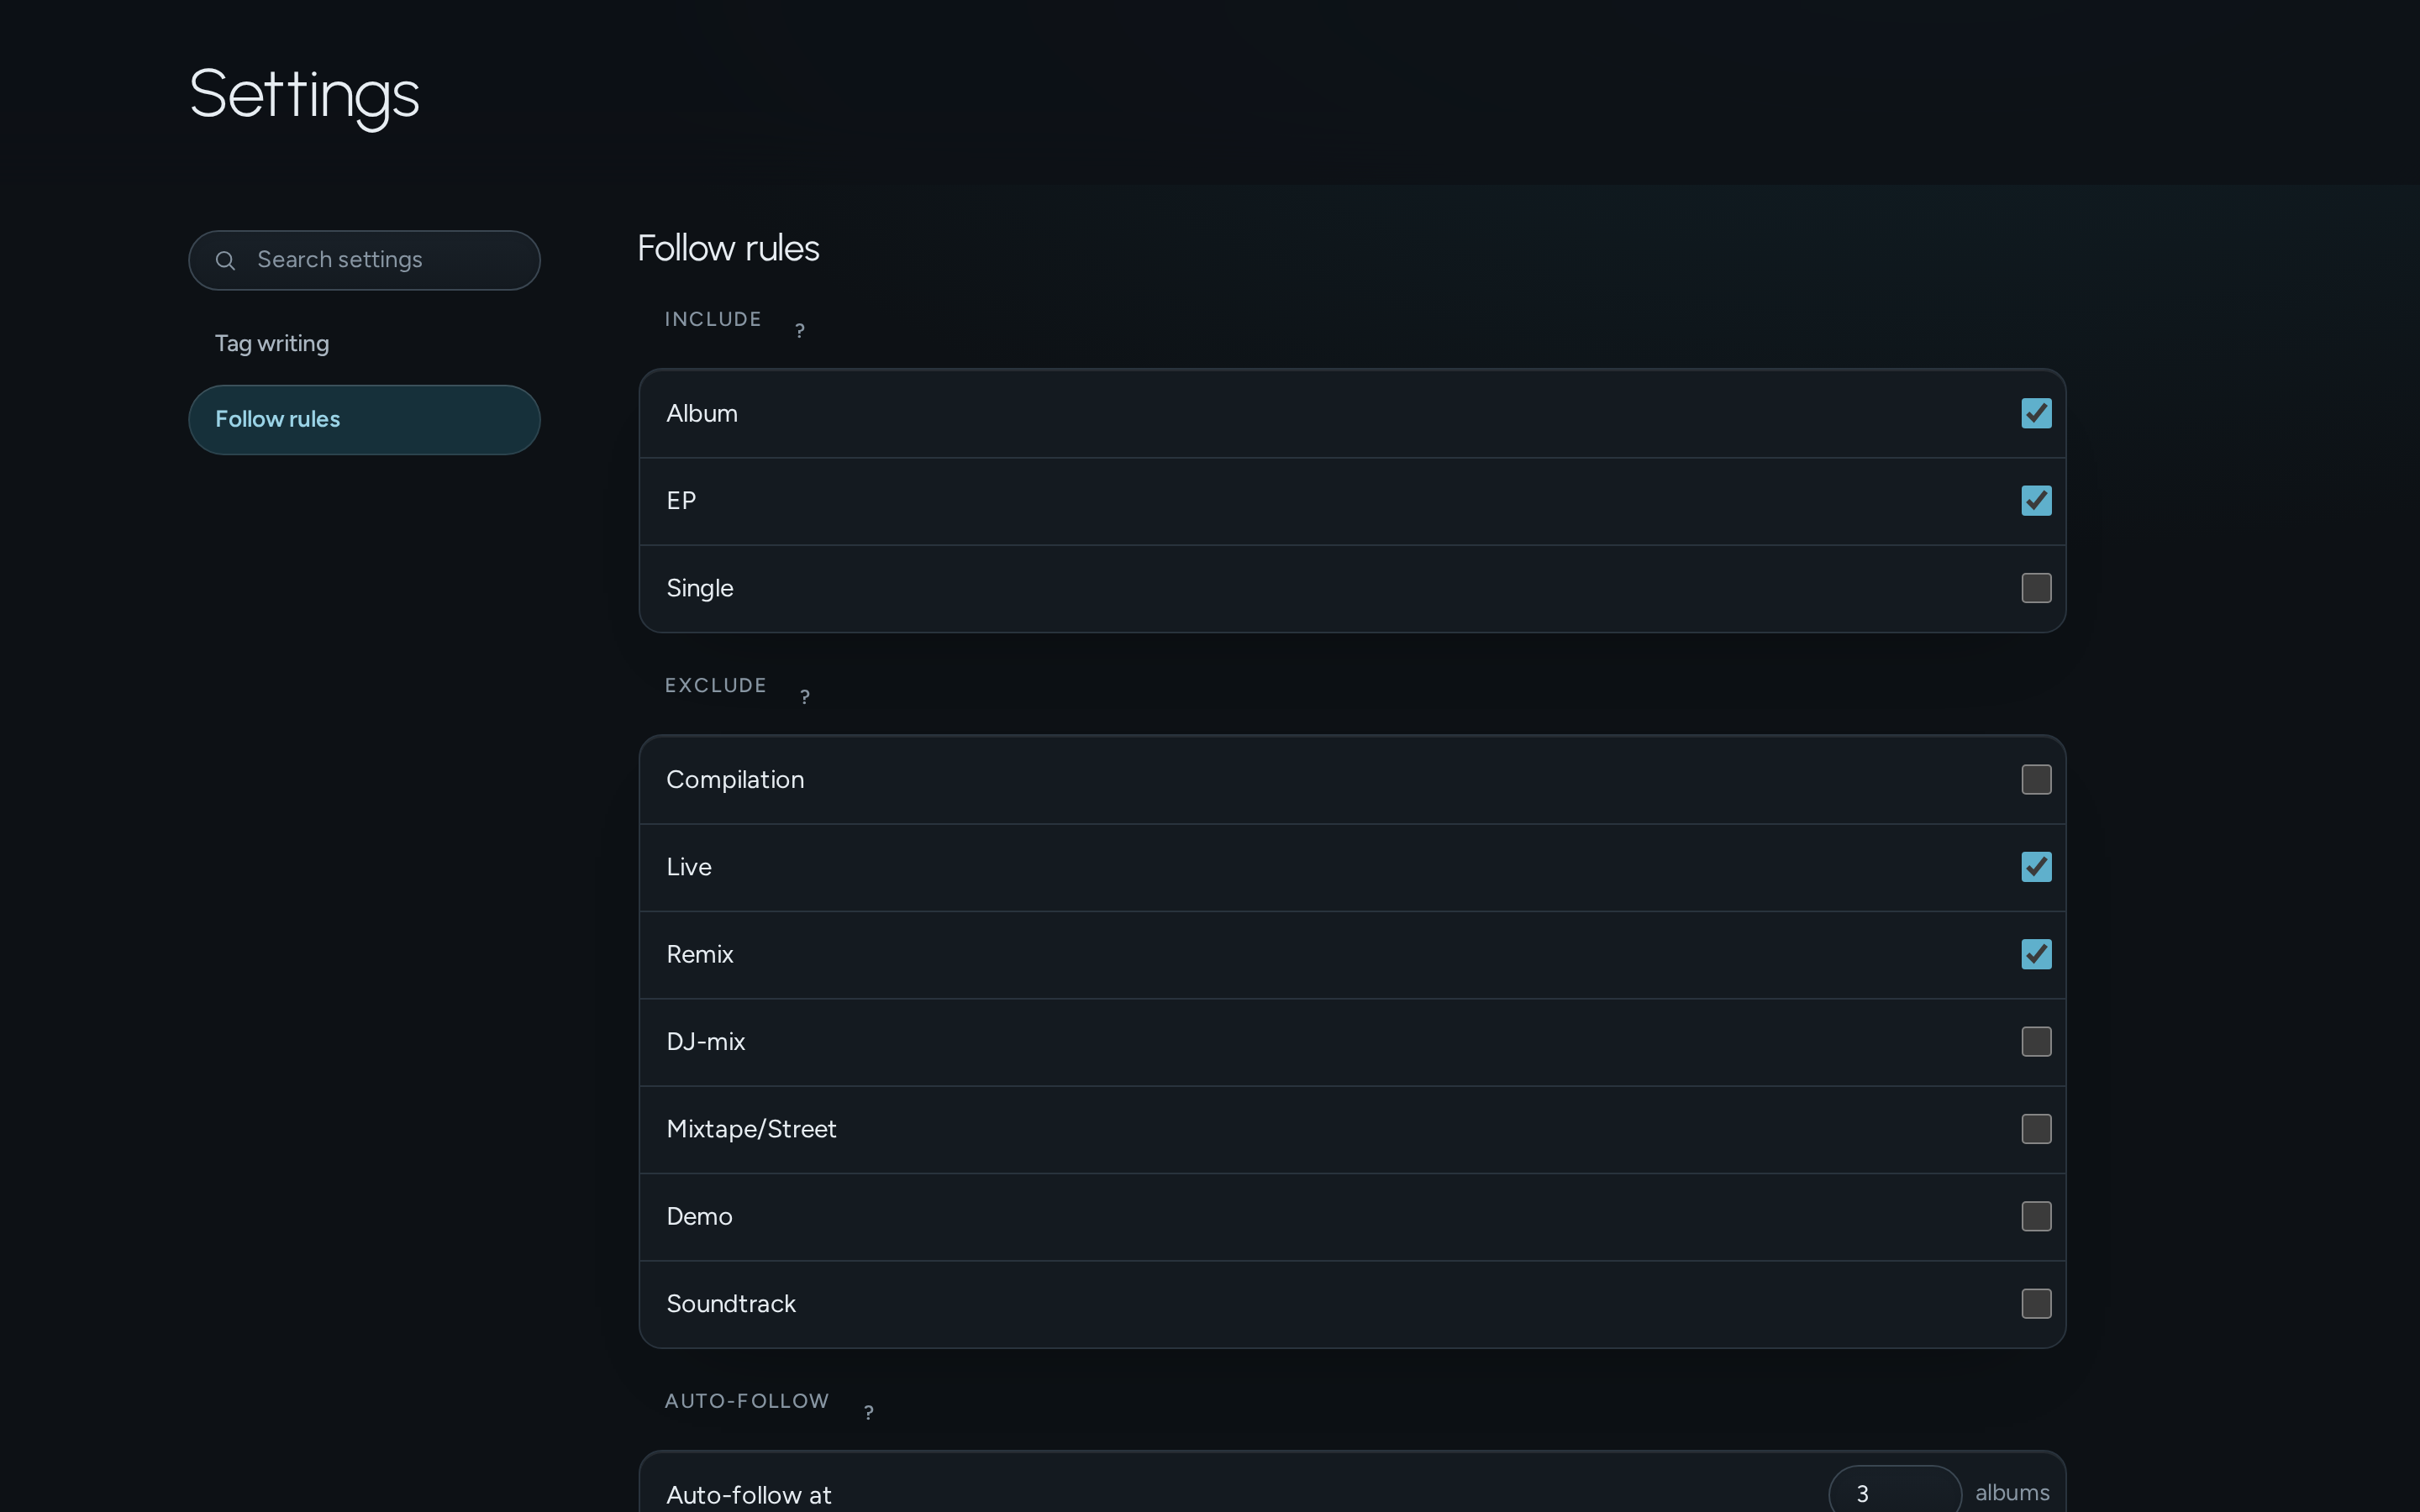 Settings
Search settings
Tag writing
Follow rules
Follow rules
INCLUDE ?
Album
EP
Single
EXCLUDE ?
Compilation
Live
Remix
DJ-mix
Mixtape/Street
Demo
Soundtrack
AUTO-FOLLOW ?
Auto-follow at 3 albums